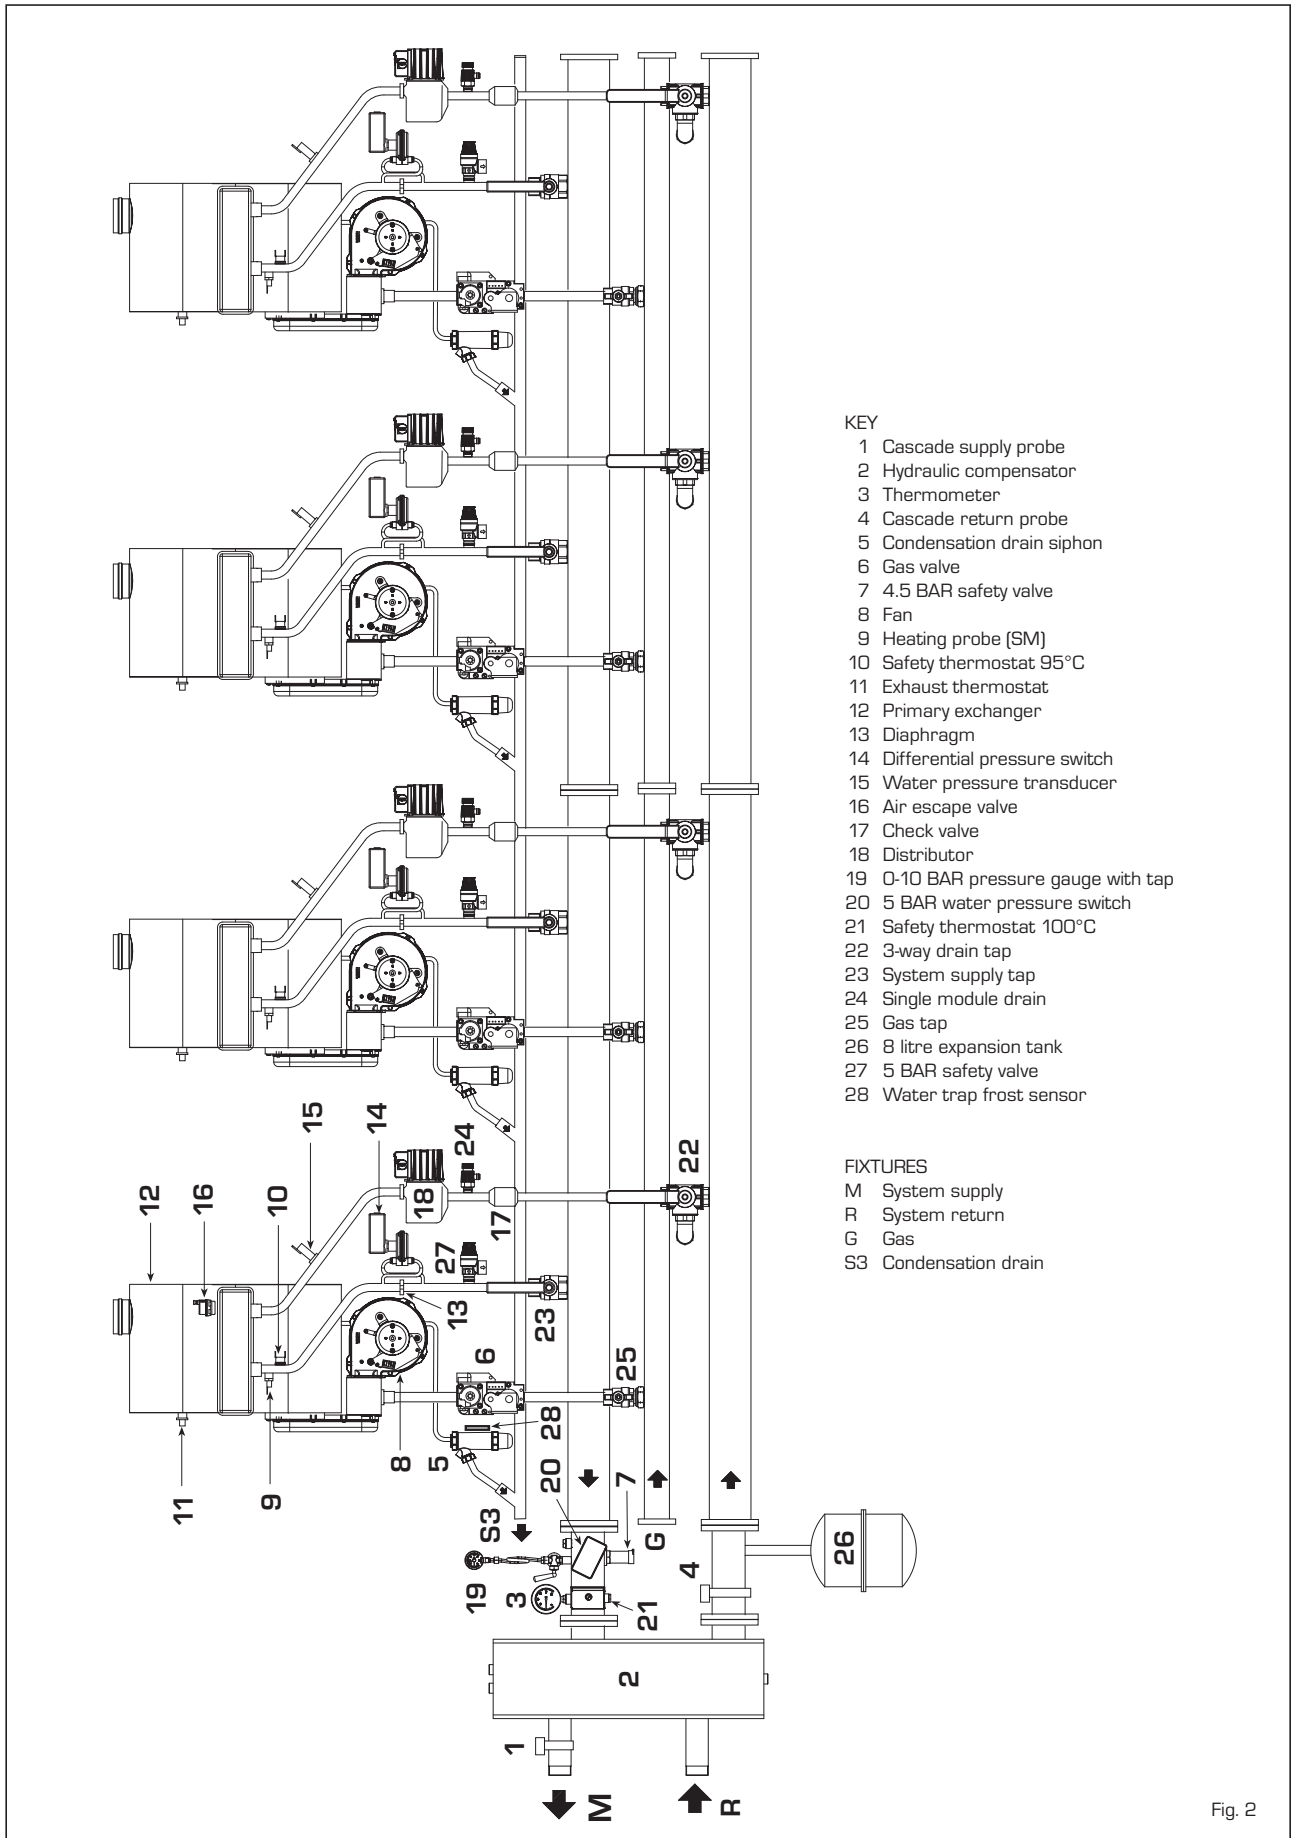 KEY
1 Cascade supply probe
2 Hydraulic compensator
3 Thermometer
4 Cascade return probe
5 Condensation drain siphon
6 Gas valve
7 4.5 BAR safety valve
8 Fan
9 Heating probe (SM)
10 Safety thermostat 95°C
11 Exhaust thermostat
12 Primary exchanger
13 Diaphragm
14 Differential pressure switch
15 Water pressure transducer
16 Air escape valve
17 Check valve
18 Distributor
19 0-10 BAR pressure gauge with tap
20 5 BAR water pressure switch
21 Safety thermostat 100°C
22 3-way drain tap
23 System supply tap
24 Single module drain
25 Gas tap
26 8 litre expansion tank
27 5 BAR safety valve
28 Water trap frost sensor
FIXTURES
M System supply
R System return
G Gas
S3 Condensation drain
12
16
10
15
14
18
24
17
22
27
13
23
6
25
28
11
9
8
5
S3
20
7
G
19
3
21
4
26
2
1
M
R
Fig. 2